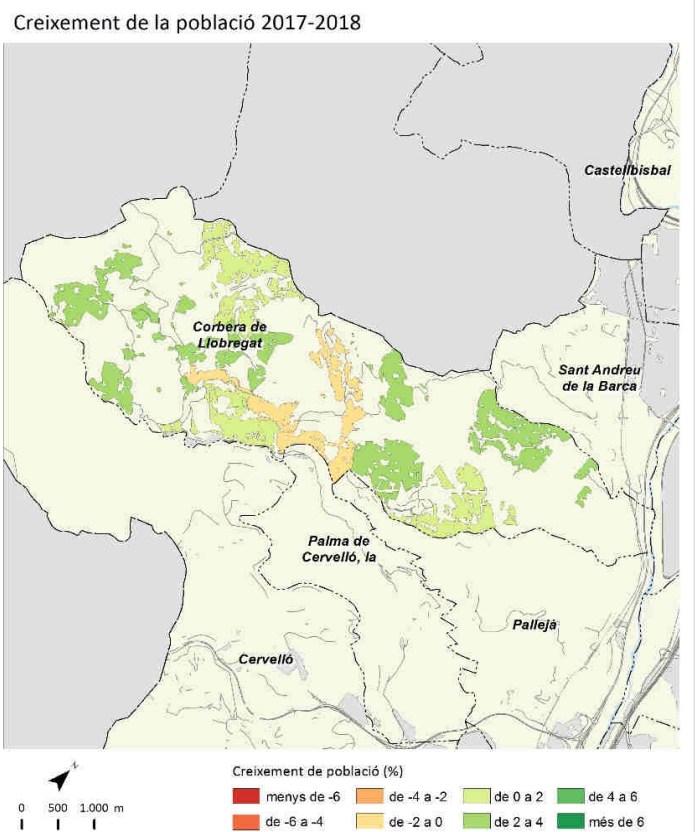 Creixement de la població 2017-2018
Castellbisbal
Corbera de
Llobregat
Sant Andreu
de la Barca
Palma de
Cervelló, la
Pallejà
Cervelló
N
0 500 1.000 m
Creixement de població (%)
menys de -6
de -4 a -2
de 0 a 2
de 4 a 6
de -6 a -4
de -2 a 0
de 2 a 4
més de 6